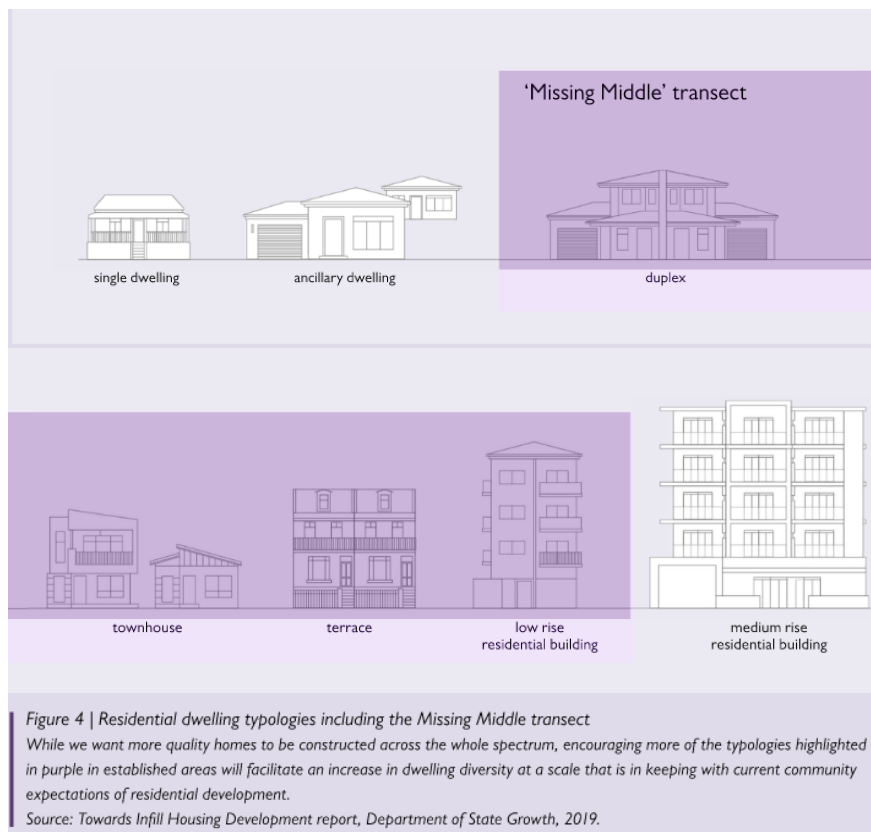 ‘Missing Middle’ transect
single dwelling
ancillary dwelling
duplex
townhouse
terrace
low rise
residential building
medium rise
residential building
Figure 4 | Residential dwelling typologies including the Missing Middle transect
While we want more quality homes to be constructed across the whole spectrum, encouraging more of the typologies highlighted
in purple in established areas will facilitate an increase in dwelling diversity at a scale that is in keeping with current community
expectations of residential development.
Source: Towards Infill Housing Development report, Department of State Growth, 2019.